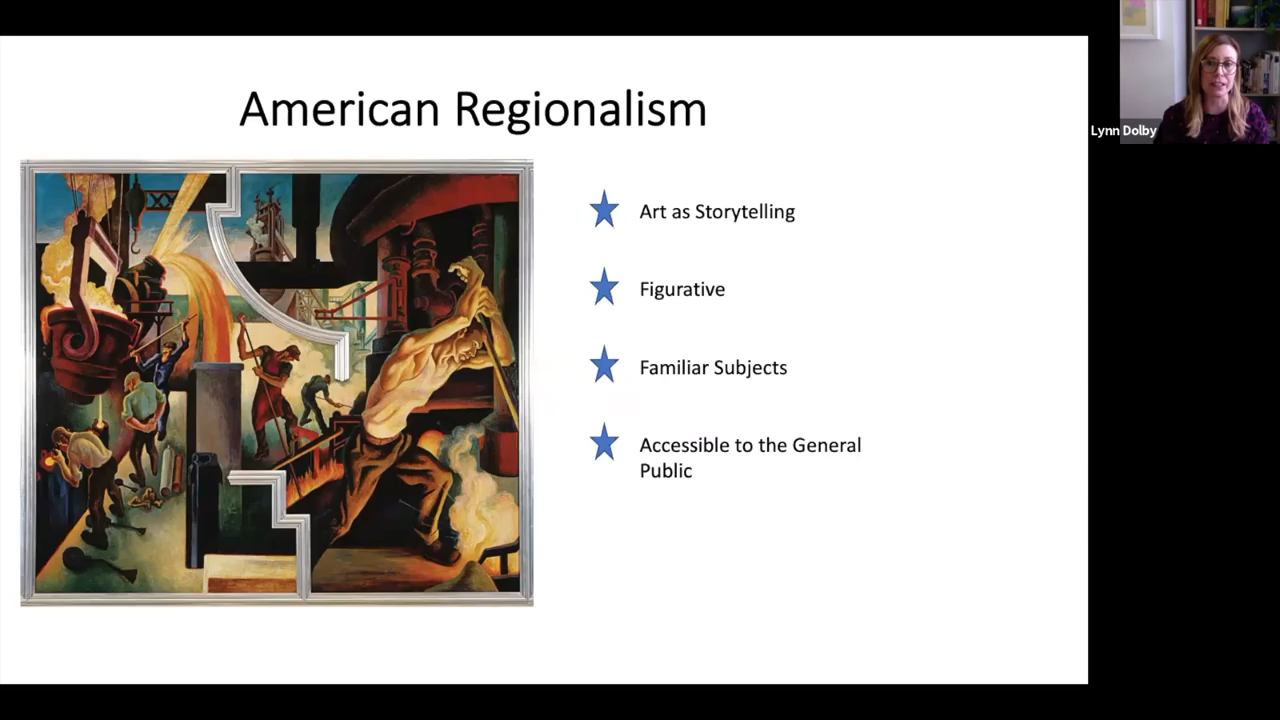 American Regionalism
Art as Storytelling
Figurative
Familiar Subjects
Accessible to the General
Public
Lynn Dolby